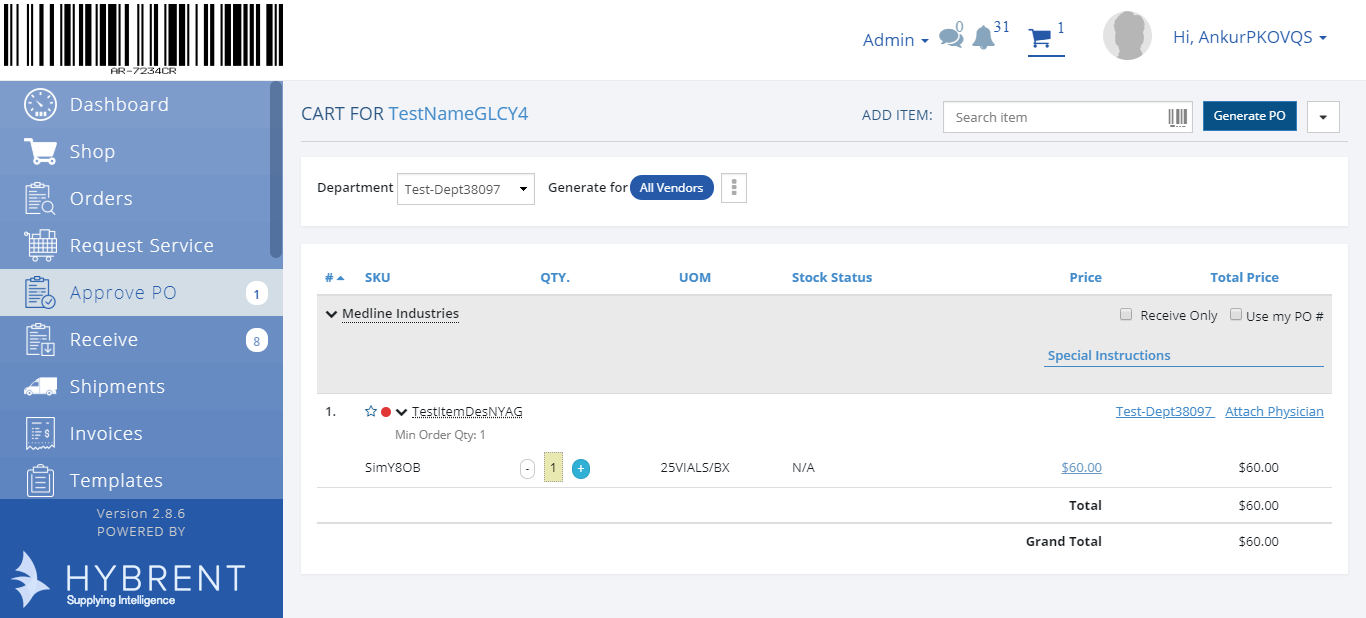 AR-7234CR
Admin 0 31 1 Hi, AnkurPKOVQS
Dashboard
Shop
Orders
Request Service
Approve PO 1
Receive 8
Shipments
Invoices
Templates
Version 2.8.6
POWERED BY
HYBRENT
Supplying Intelligence
CART FOR TestNameGLCY4 ADD ITEM: Search item Generate PO
Department Test-Dept38097 Generate for All Vendors
# SKU QTY. UOM Stock Status Price Total Price
Medline Industries Receive Only Use my PO #
Special Instructions
1. TestItemDesNYAG Test-Dept38097 Attach Physician
Min Order Qty: 1
SimY8OB - 1 + 25VIALS/BX N/A $60.00 $60.00
Total $60.00
Grand Total $60.00